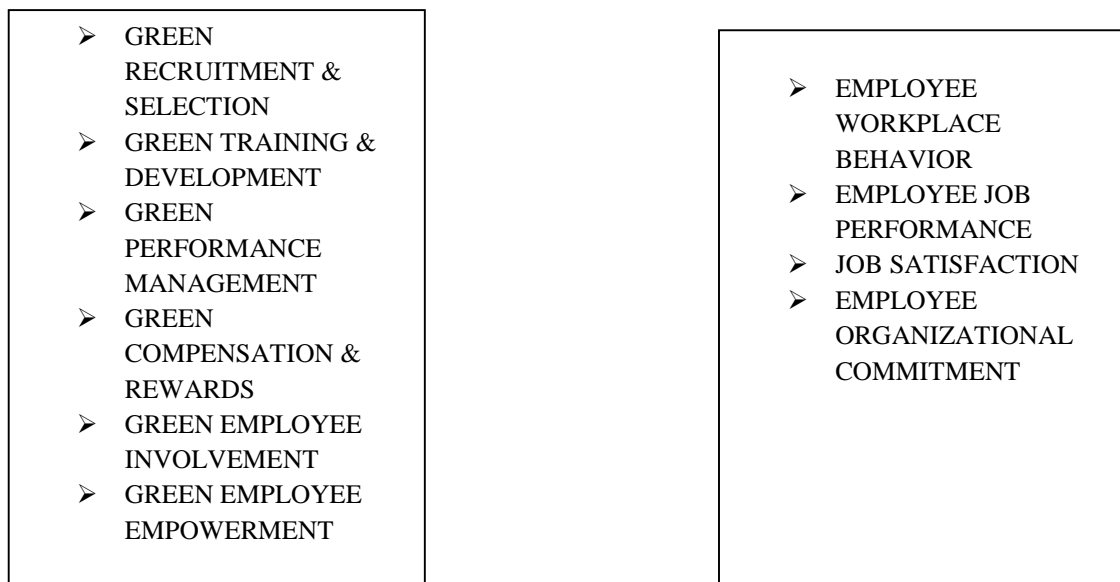 ➢ GREEN
RECRUITMENT &
SELECTION
➢ GREEN TRAINING &
DEVELOPMENT
➢ GREEN
PERFORMANCE
MANAGEMENT
➢ GREEN
COMPENSATION &
REWARDS
➢ GREEN EMPLOYEE
INVOLVEMENT
➢ GREEN EMPLOYEE
EMPOWERMENT
➢ EMPLOYEE
WORKPLACE
BEHAVIOR
➢ EMPLOYEE JOB
PERFORMANCE
➢ JOB SATISFACTION
➢ EMPLOYEE
ORGANIZATIONAL
COMMITMENT